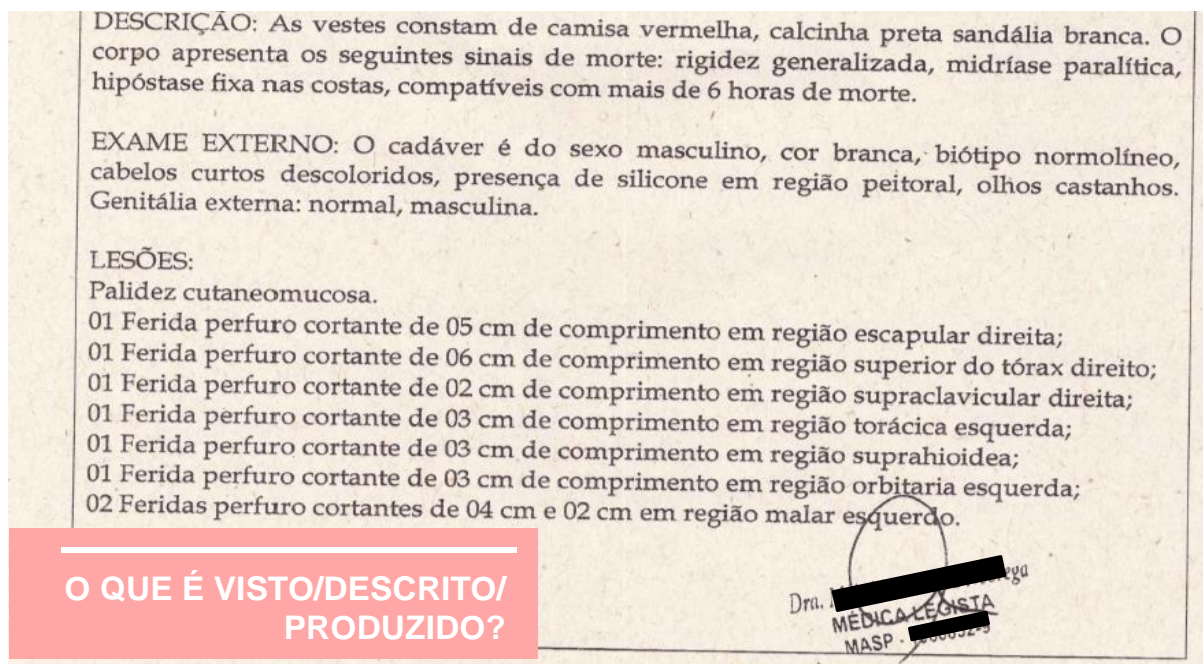 DESCRIÇÃO: As vestes constam de camisa vermelha, calcinha preta sandália branca. O
corpo apresenta os seguintes sinais de morte: rigidez generalizada, midríase paralítica,
hipóstase fixa nas costas, compatíveis com mais de 6 horas de morte.
EXAME EXTERNO: O cadáver é do sexo masculino, cor branca, biótipo normolíneo,
cabelos curtos descoloridos, presença de silicone em região peitoral, olhos castanhos.
Genitália externa: normal, masculina.
LESÕES:
Palidez cutaneomucosa.
01 Ferida perfuro cortante de 05 cm de comprimento em região escapular direita;
01 Ferida perfuro cortante de 06 cm de comprimento em região superior do tórax direito;
01 Ferida perfuro cortante de 02 cm de comprimento em região supraclavicular direita;
01 Ferida perfuro cortante de 03 cm de comprimento em região torácica esquerda;
01 Ferida perfuro cortante de 03 cm de comprimento em região suprahioidea;
01 Ferida perfuro cortante de 03 cm de comprimento em região orbitaria esquerda;
02 Feridas perfuro cortantes de 04 cm e 02 cm em região malar esquerdo.
O QUE É VISTO/DESCRITO/
PRODUZIDO?
Dra.
MÉDICA LEGISTA
MASP -